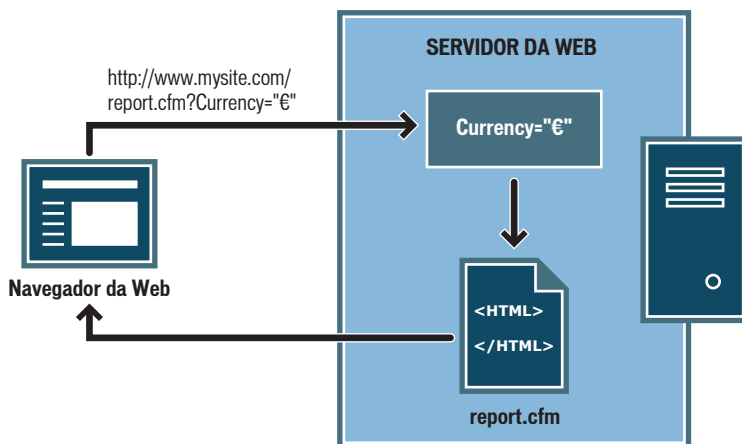 SERVIDOR DA WEB
http://www.mysite.com/
report.cfm?Currency="€"
Currency="€"
Navegador da Web
<HTML>
</HTML>
report.cfm